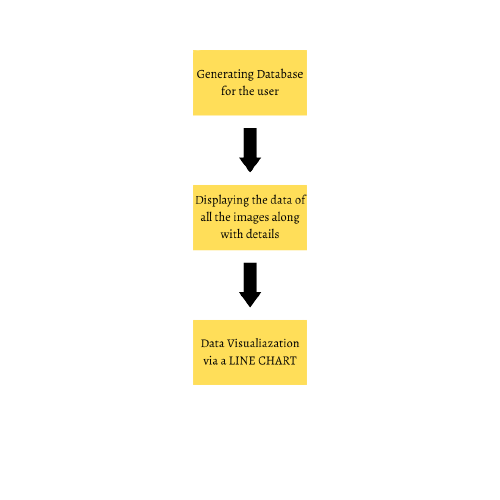 Generating Database
for the user
Displaying the data of
all the images along
with details
Data Visualiazation
via a LINE CHART